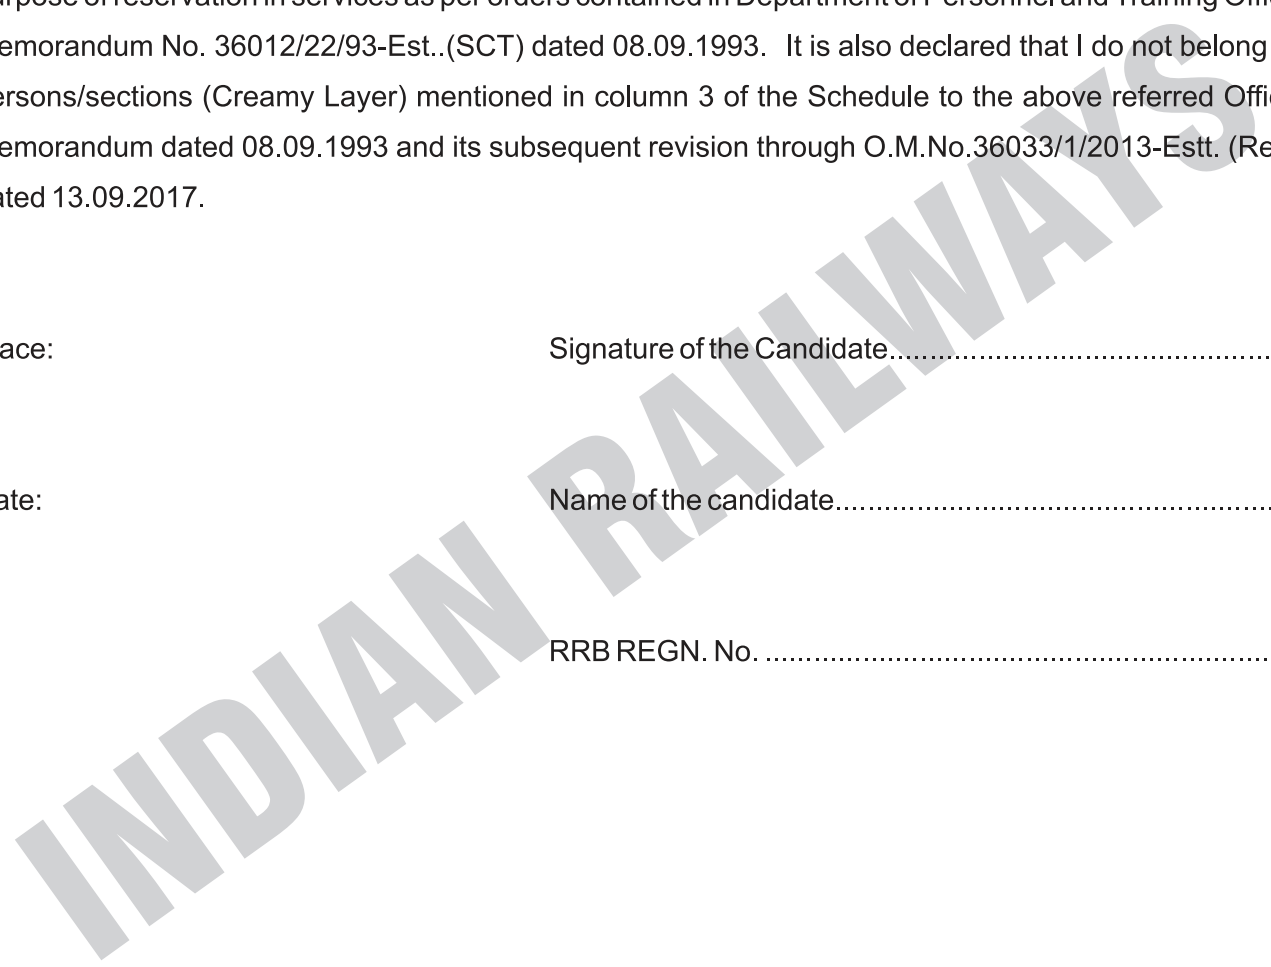 urpose of reservation in services as per orders contained in Department of Personnel and Training Offi
emorandum No. 36012/22/93-Est..(SCT) dated 08.09.1993. It is also declared that I do not belong
ersons/sections (Creamy Layer) mentioned in column 3 of the Schedule to the above referred Offi
emorandum dated 08.09.1993 and its subsequent revision through O.M.No.36033/1/2013-Estt. (Re
ated 13.09.2017.
ace:
Signature of the Candidate......................................................
ate:
Name of the candidate..............................................................
RRB REGN. No. .......................................................................
INDIAN RAILWAYS